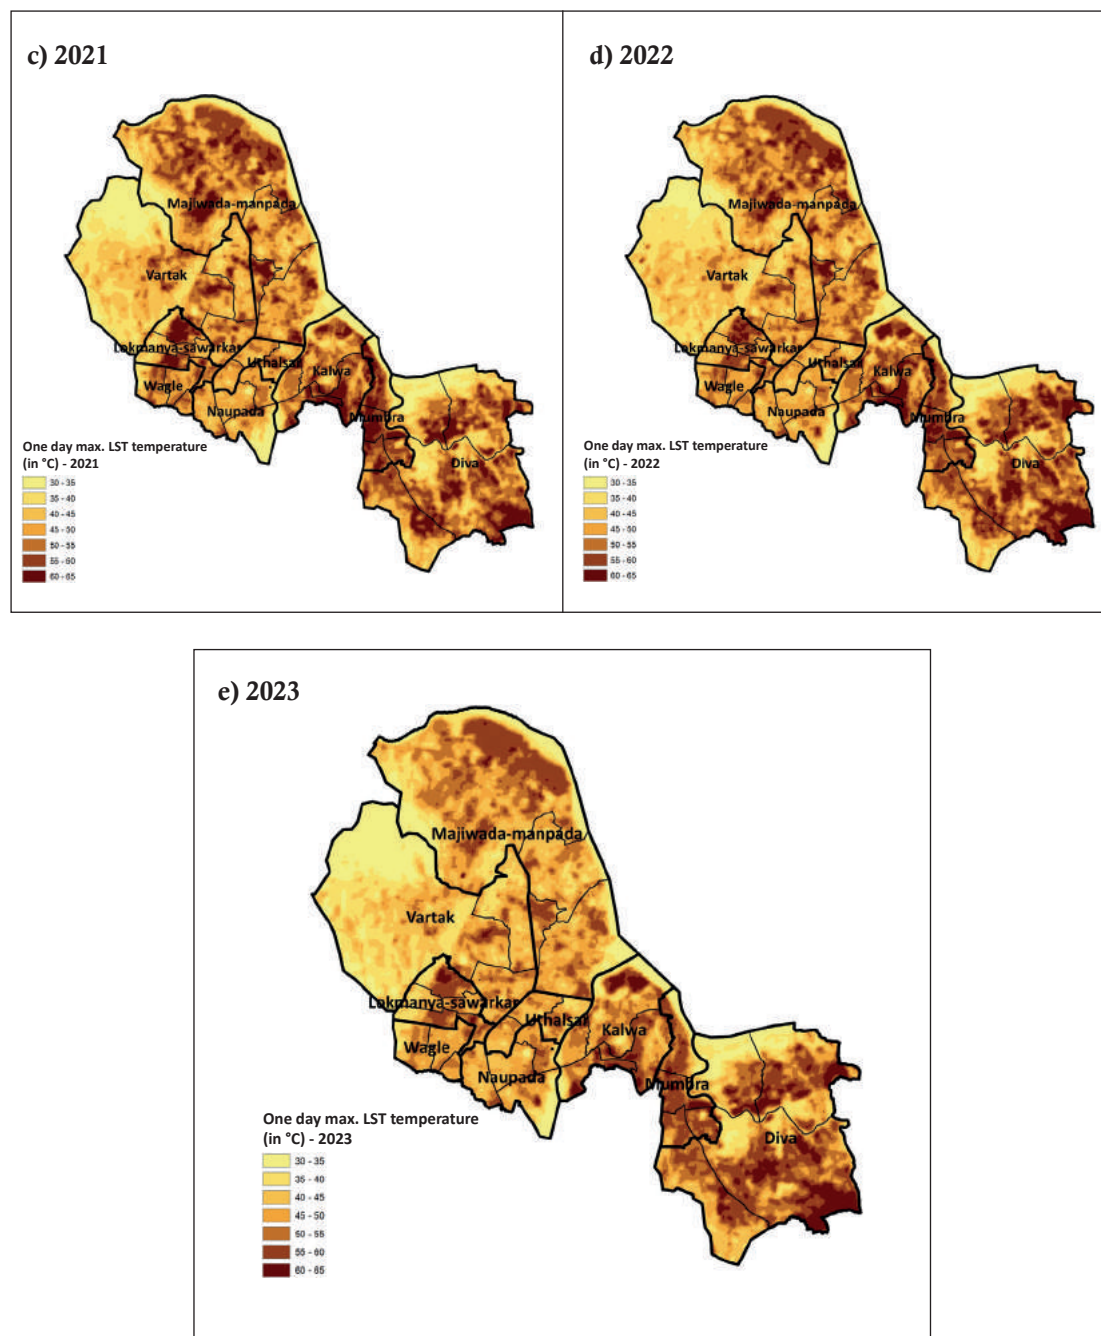 c) 2021
Majiwada-manpada
Vartak
Lokmanya-sawarkar
Uthalsar
Wagle
Kalwa
Naupada
Mumbra
Diva
One day max. LST temperature
(in °C) - 2021
30 - 35
35 - 40
40 - 45
45 - 50
50 - 55
55 - 60
60 - 65
d) 2022
Majiwada-manpada
Vartak
Lokmanya-sawarkar
Uthalsar
Wagle
Kalwa
Naupada
Mumbra
Diva
One day max. LST temperature
(in °C) - 2022
30 - 35
35 - 40
40 - 45
45 - 50
50 - 55
55 - 60
60 - 65
e) 2023
Majiwada-manpada
Vartak
Lokmanya-sawarkar
Uthalsar
Kalwa
Wagle
Naupada
Mumbra
Diva
One day max. LST temperature
(in °C) - 2023
30 - 35
35 - 40
40 - 45
45 - 50
50 - 55
55 - 60
60 - 65